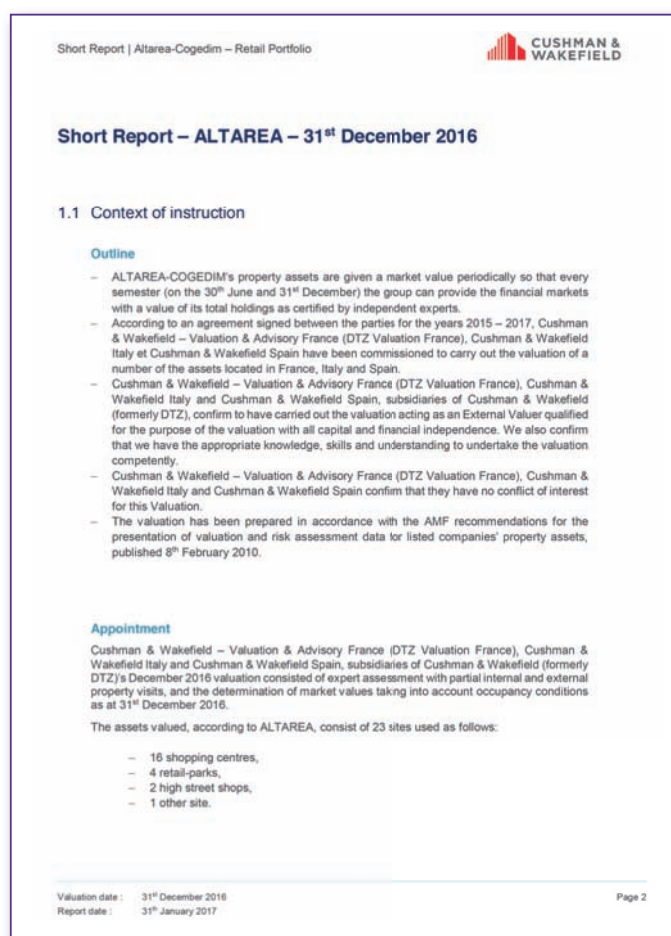 Short Report | Altarea-Cogedim – Retail Portfolio
CUSHMAN &
WAKEFIELD
Short Report – ALTAREA – 31st December 2016
1.1 Context of instruction
Outline
– ALTAREA-COGEDIM's property assets are given a market value periodically so that every
semester (on the 30th June and 31st December) the group can provide the financial markets
with a value of its total holdings as certified by independent experts.
– According to an agreement signed between the parties for the years 2015 – 2017, Cushman
& Wakefield – Valuation & Advisory France (DTZ Valuation France), Cushman & Wakefield
Italy et Cushman & Wakefield Spain have been commissioned to carry out the valuation of a
number of the assets located in France, Italy and Spain.
– Cushman & Wakefield – Valuation & Advisory France (DTZ Valuation France), Cushman &
Wakefield Italy and Cushman & Wakefield Spain, subsidiaries of Cushman & Wakefield
(formerly DTZ), confirm to have carried out the valuation acting as an External Valuer qualified
for the purpose of the valuation with all capital and financial independence. We also confirm
that we have the appropriate knowledge, skills and understanding to undertake the valuation
competently.
– Cushman & Wakefield – Valuation & Advisory France (DTZ Valuation France), Cushman &
Wakefield Italy and Cushman & Wakefield Spain confirm that they have no conflict of interest
for this Valuation.
– The valuation has been prepared in accordance with the AMF recommendations for the
presentation of valuation and risk assessment data for listed companies' property assets,
published 8th February 2010.
Appointment
Cushman & Wakefield – Valuation & Advisory France (DTZ Valuation France), Cushman &
Wakefield Italy and Cushman & Wakefield Spain, subsidiaries of Cushman & Wakefield (formerly
DTZ)'s December 2016 valuation consisted of expert assessment with partial internal and external
property visits, and the determination of market values taking into account occupancy conditions
as at 31st December 2016.
The assets valued, according to ALTAREA, consist of 23 sites used as follows:
– 16 shopping centres,
– 4 retail-parks,
– 2 high street shops,
– 1 other site.
Valuation date : 31st December 2016
Page 2
Report date : 31th January 2017